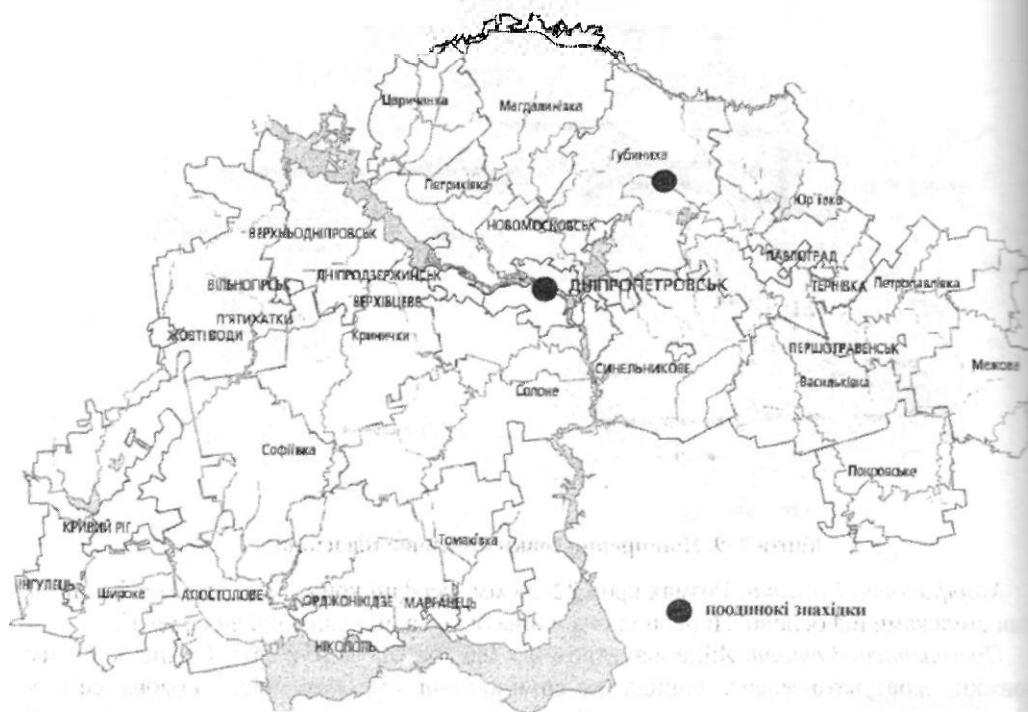 Царичанка
Магдалинівка
Губиниха
Петриківка
Юр'ївка
НОВОМОСКОВСЬК
ВЕРХНЬОДНІПРОВСЬК
ПАВЛОГРАД
ДНІПРОДЗЕРЖИНСЬК
ДНІПРОПЕТРОВСЬК
ВІЛЬНОГІРСЬК
ВЕРХІВЦЕВЕ
ТЕРНІВКА
Петропавлівка
П'ЯТИХАТКИ
ЖОВТІ ВОДИ
Кринички
ПЕРШОТРАВЕНСЬК
Межова
СИНЕЛЬНИКОВЕ
Васильківка
Солоне
Софіївка
Покровське
КРИВИЙ РІГ
Томаківка
ІНГУЛЕЦЬ
Широке
АПОСТОЛОВЕ
ОРДЖОНІКІДЗЕ
МАРГАНЕЦЬ
поодинокі знахідки
НІКОПОЛЬ